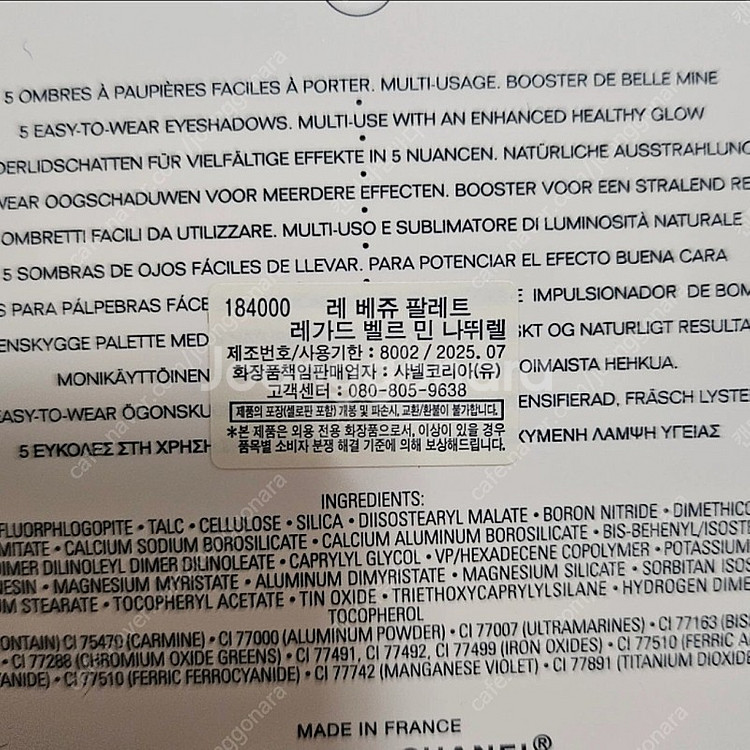 5 OMBRES À PAUPIÈRES FACILES À PORTER. MULTI-USAGE. BOOSTER DE BELLE MINE
5 EASY-TO-WEAR EYESHADOWS. MULTI-USE WITH AN ENHANCED HEALTHY GLOW
DERLIDSCHATTEN FÜR VIELFÄLTIGE EFFEKTE IN 5 NUANCEN. NATÜRLICHE AUSSTRAHLUNG
WEAR OOGSCHADUWEN VOOR MEERDERE EFFECTEN. BOOSTER VOOR EEN STRALEND RE
OMBRETTI FACILI DA UTILIZZARE. MULTI-USO E SUBLIMATORE DI LUMINOSITÀ NATURALE
5 SOMBRAS DE OJOS FÁCILES DE LLEVAR. PARA POTENCIAR EL EFECTO BUENA CARA
S PARA PÁLPEBRAS FÁCE E IMPULSIONADOR DE BOM
ENSKYGGE PALETTE MED SKT OG NATURLIGT RESULTA
MONIKÄYTTÖINEN OIMAISTA HEHKUA.
EASY-TO-WEAR ÖGONSKU ENSIFIERAD, FRÄSCH LYSTE
5 ΕΥΚΟΛΕΣ ΣΤΗ ΧΡΗΣΗ ΧΥΜΕΝΗ ΛΑΜΨΗ ΥΓΕΙΑΣ
184000 레 베쥬 팔레트
레가드 벨르 민 나뛰렐
제조번호/사용기한 : 8002 / 2025. 07
화장품책임판매업자 : 샤넬코리아(유)
고객센터 : 080-805-9638
제품의 포장(셀로판 포함) 개봉 및 파손시, 교환/환불이 불가합니다.
*본 제품은 외용 전용 화장품으로서, 이상이 있을 경우
품목별 소비자 분쟁 해결 기준에 의해 보상해드립니다.
INGREDIENTS:
FLUORPHLOGOPITE • TALC • CELLULOSE • SILICA • DIISOSTEARYL MALATE • BORON NITRIDE • DIMETHICO
MITATE • CALCIUM SODIUM BOROSILICATE • CALCIUM ALUMINUM BOROSILICATE • BIS-BEHENYL/ISOSTE
DIMER DILINOLEYL DIMER DILINOLEATE • CAPRYLYL GLYCOL • VP/HEXADECENE COPOLYMER • POTASSIUM
NESIN • MAGNESIUM MYRISTATE • ALUMINUM DIMYRISTATE • MAGNESIUM SILICATE • SORBITAN ISOS
UM STEARATE • TOCOPHERYL ACETATE • TIN OXIDE • TRIETHOXYCAPRYLYLSILANE • HYDROGEN DIME
TOCOPHEROL
ONTAIN) CI 75470 (CARMINE) • CI 77000 (ALUMINUM POWDER) • CI 77007 (ULTRAMARINES) • CI 77163 (BIS
• CI 77288 (CHROMIUM OXIDE GREENS) • CI 77491, CI 77492, CI 77499 (IRON OXIDES) • CI 77510 (FERRIC A
YANIDE) • CI 77510 (FERRIC FERROCYANIDE) • CI 77742 (MANGANESE VIOLET) • CI 77891 (TITANIUM DIOXIDE
MADE IN FRANCE
CHANEL®